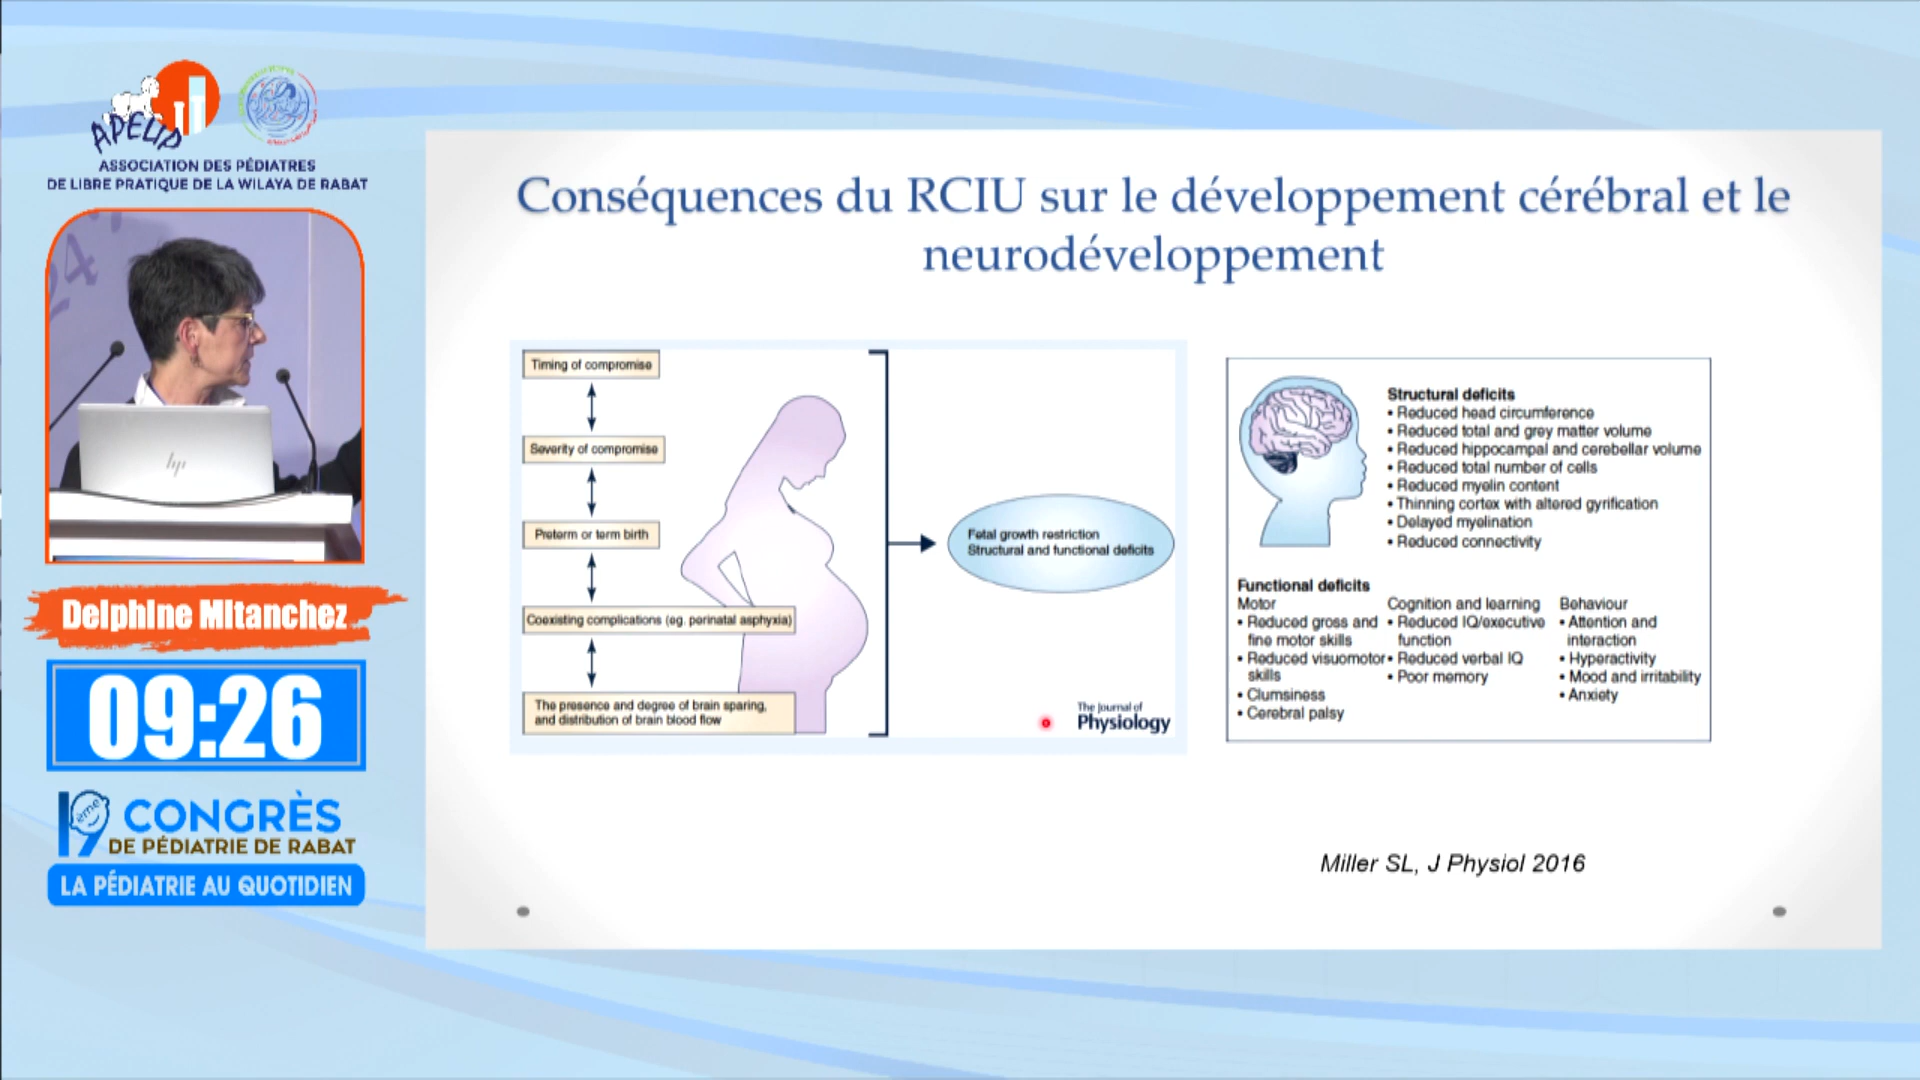 APELIP
ASSOCIATION DES PÉDIATRES
DE LIBRE PRATIQUE DE LA WILAYA DE RABAT
24
hp
Delphine Mitanchez
09:26
19ème CONGRÈS
DE PÉDIATRIE DE RABAT
LA PÉDIATRIE AU QUOTIDIEN
Conséquences du RCIU sur le développement cérébral et le
neurodéveloppement
Timing of compromise
Severity of compromise
Preterm or term birth
Coexisting complications (eg. perinatal asphyxia)
The presence and degree of brain sparing,
and distribution of brain blood flow
Fetal growth restriction
Structural and functional deficits
The Journal of
Physiology
Structural deficits
• Reduced head circumference
• Reduced total and grey matter volume
• Reduced hippocampal and cerebellar volume
• Reduced total number of cells
• Reduced myelin content
• Thinning cortex with altered gyrification
• Delayed myelination
• Reduced connectivity
Functional deficits
Motor
• Reduced gross and
fine motor skills
• Reduced visuomotor
skills
• Clumsiness
• Cerebral palsy
Cognition and learning
• Reduced IQ/executive
function
• Reduced verbal IQ
• Poor memory
Behaviour
• Attention and
interaction
• Hyperactivity
• Mood and irritability
• Anxiety
Miller SL, J Physiol 2016